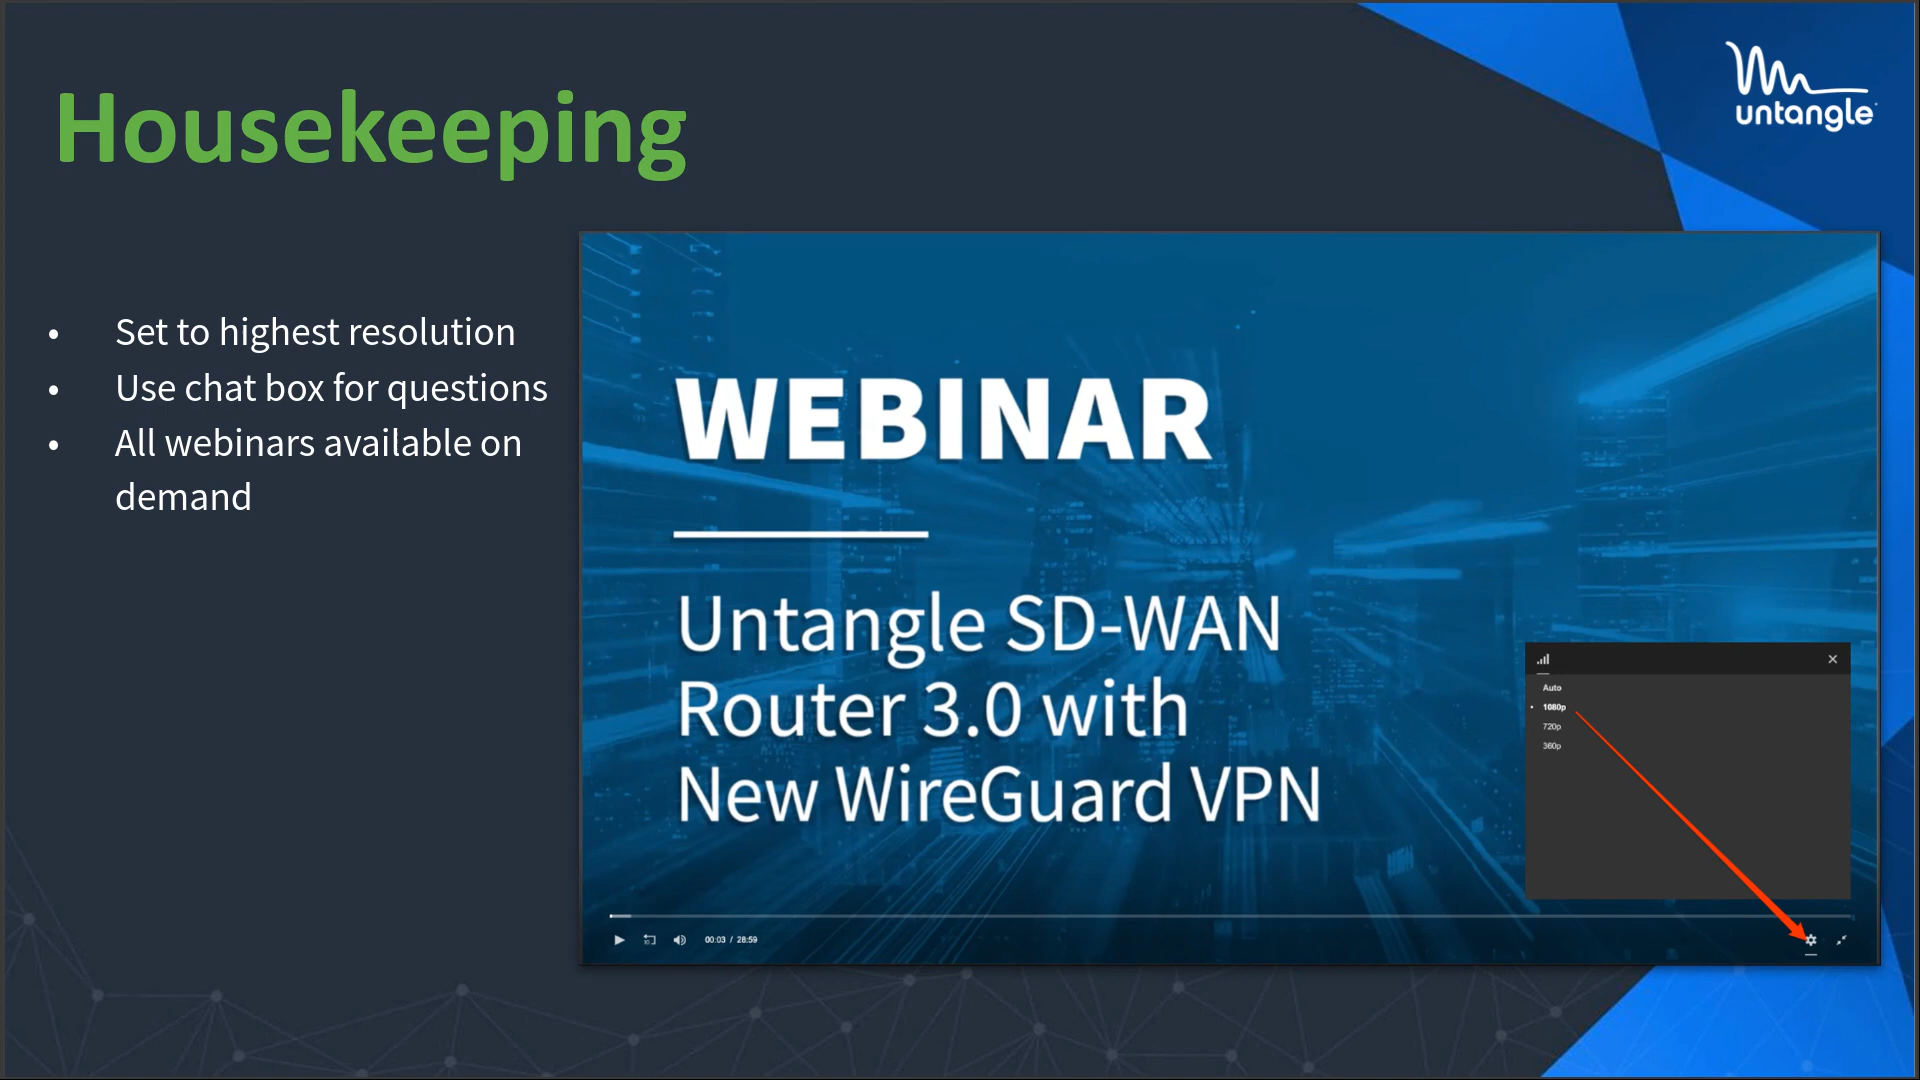 Housekeeping
untangle
• Set to highest resolution
• Use chat box for questions
• All webinars available on
demand
WEBINAR
Untangle SD-WAN
Router 3.0 with
New WireGuard VPN
Auto
• 1080p
720p
360p
00:03 / 28:59